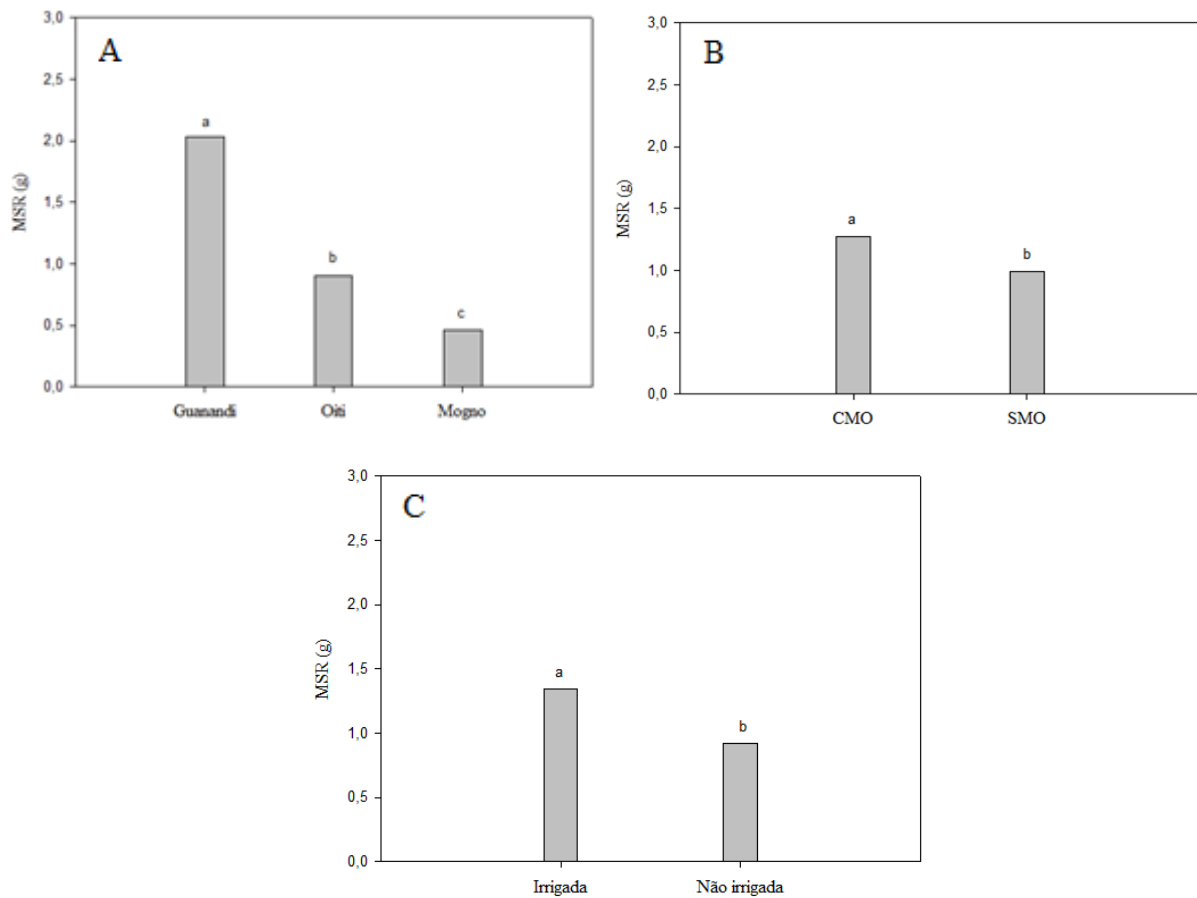 A
MSR (g)
3,0
2,5
2,0
1,5
1,0
0,5
0,0
a
b
c
Guanandi Oiti Mogno
B
MSR (g)
3,0
2,5
2,0
1,5
1,0
0,5
0,0
a
b
CMO SMO
C
MSR (g)
3,0
2,5
2,0
1,5
1,0
0,5
0,0
a
b
Irrigada Não irrigada